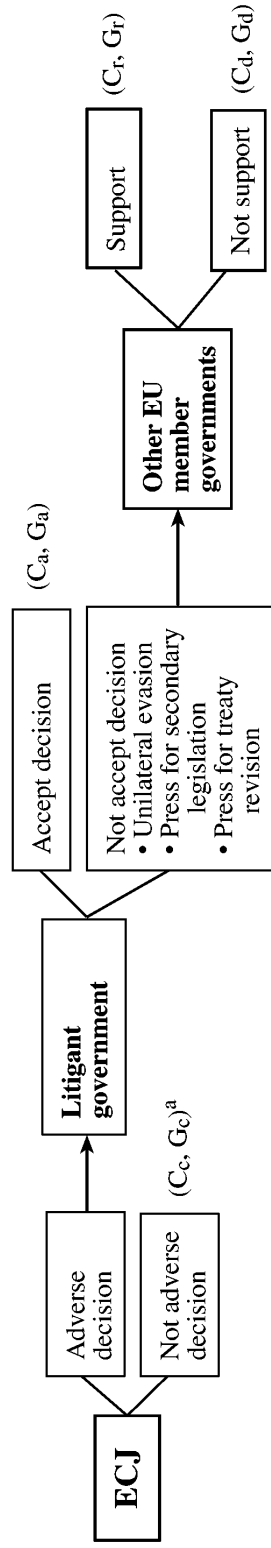 ECJ
Adverse
decision
Not adverse
decision
(Cc, Gc)a
Litigant
government
Accept decision
(Ca, Ga)
Not accept decision
• Unilateral evasion
• Press for secondary
legislation
• Press for treaty
revision
Other EU
member
governments
Support
(Cr, Gr)
Not support
(Cd, Gd)